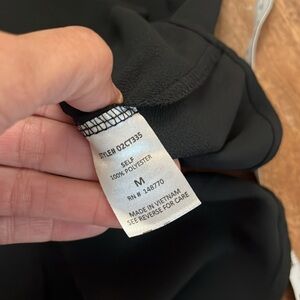 STYLE# 02CT335
SELF
100% POLYESTER
M
RN # 148770
MADE IN VIETNAM
SEE REVERSE FOR CARE